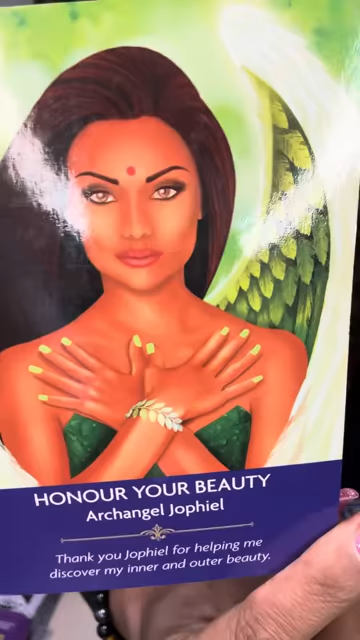 HONOUR YOUR BEAUTY
Archangel Jophiel
Thank you Jophiel for helping me
discover my inner and outer beauty.